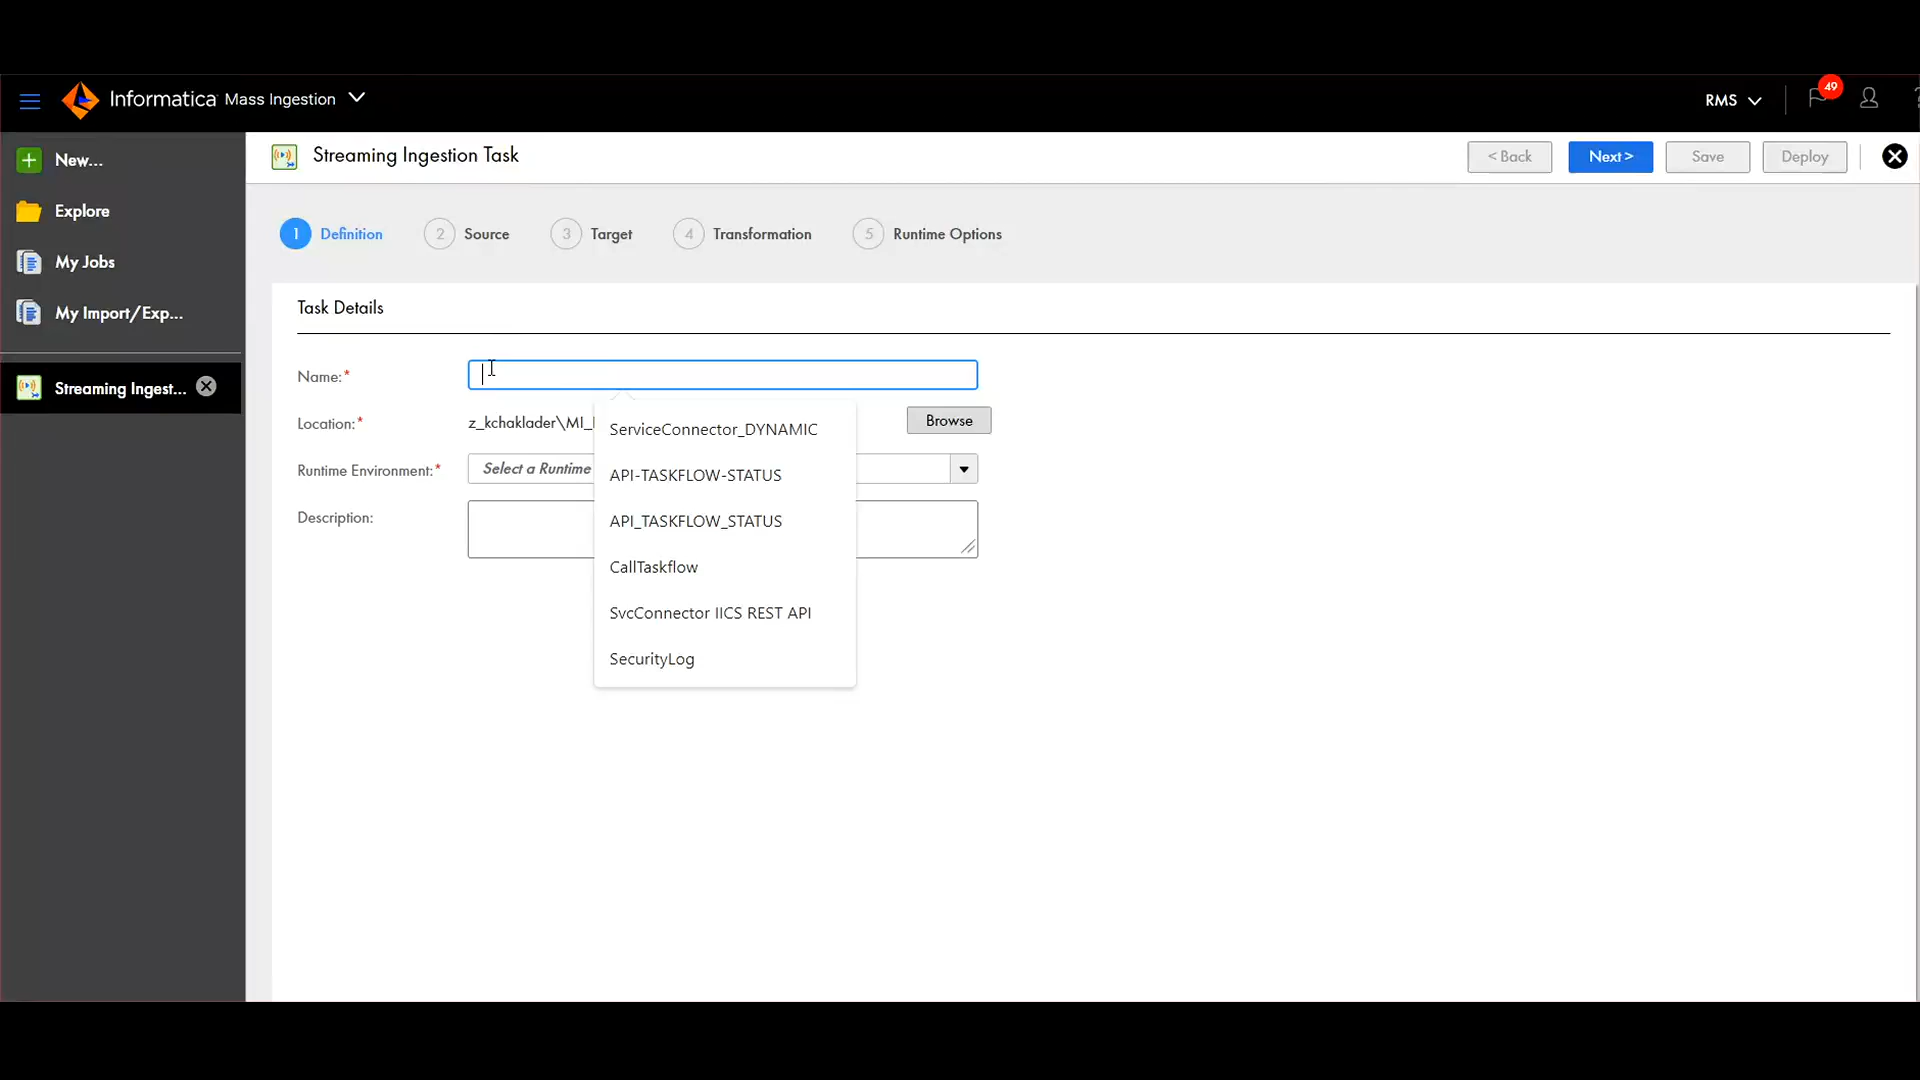 Informatica Mass Ingestion
RMS
49
New...
Explore
My Jobs
My Import/Exp...
Streaming Ingest...
Streaming Ingestion Task
< Back
Next >
Save
Deploy
1 Definition
2 Source
3 Target
4 Transformation
5 Runtime Options
Task Details
Name:*
Location:* z_kchaklader\MI_
Browse
Runtime Environment:* Select a Runtime
Description:
ServiceConnector_DYNAMIC
API-TASKFLOW-STATUS
API_TASKFLOW_STATUS
CallTaskflow
SvcConnector IICS REST API
SecurityLog